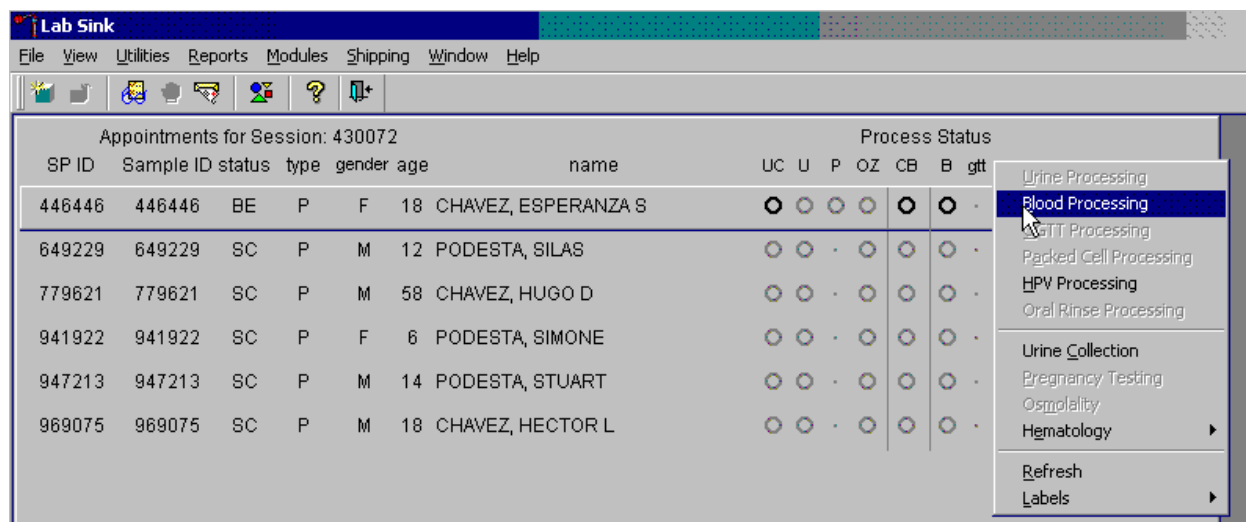 Lab Sink
File View Utilities Reports Modules Shipping Window Help
Appointments for Session: 430072 Process Status
SP ID Sample ID status type gender age name UC U P OZ CB B gtt
446446 446446 BE P F 18 CHAVEZ, ESPERANZA S
649229 649229 SC P M 12 PODESTA, SILAS
779621 779621 SC P M 58 CHAVEZ, HUGO D
941922 941922 SC P F 6 PODESTA, SIMONE
947213 947213 SC P M 14 PODESTA, STUART
969075 969075 SC P M 18 CHAVEZ, HECTOR L
Urine Processing
Blood Processing
GTT Processing
Packed Cell Processing
HPV Processing
Oral Rinse Processing
Urine Collection
Pregnancy Testing
Osmolality
Hematology
Refresh
Labels